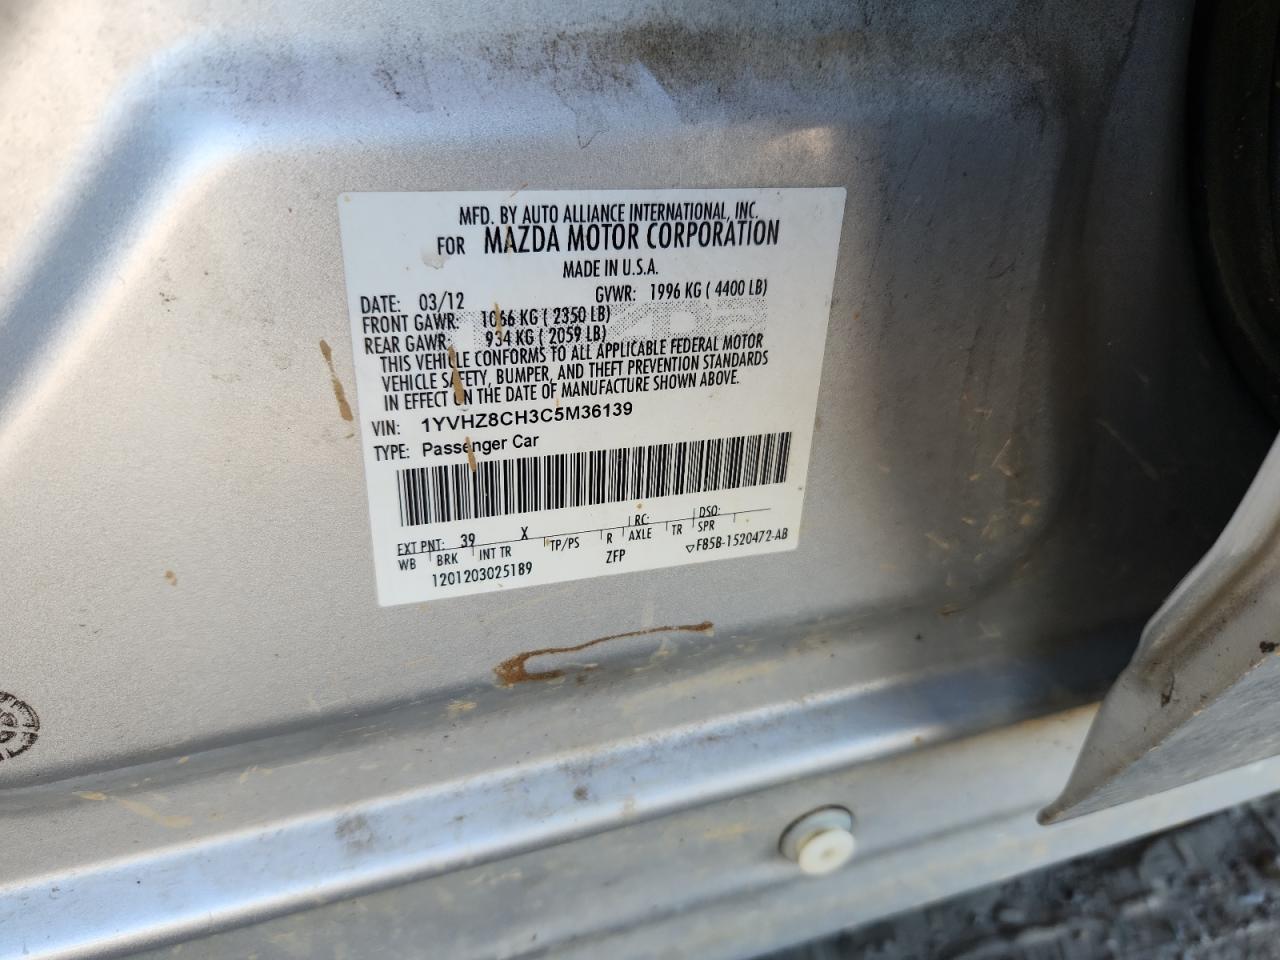 MFD. BY AUTO ALLIANCE INTERNATIONAL, INC.
FOR MAZDA MOTOR CORPORATION
MADE IN U.S.A.
DATE: 03/12 GVWR: 1996 KG ( 4400 LB)
FRONT GAWR: 1066 KG ( 2350 LB)
REAR GAWR: 934 KG ( 2059 LB)
THIS VEHICLE CONFORMS TO ALL APPLICABLE FEDERAL MOTOR
VEHICLE SAFETY, BUMPER, AND THEFT PREVENTION STANDARDS
IN EFFECT ON THE DATE OF MANUFACTURE SHOWN ABOVE.
VIN: 1YVHZ8CH3C5M36139
TYPE: Passenger Car
EXT PNT: 39 X RC: DSO:
WB BRK INT TR TP/PS R AXLE TR SPR
1201203025189 ZFP F85B-1520472-AB